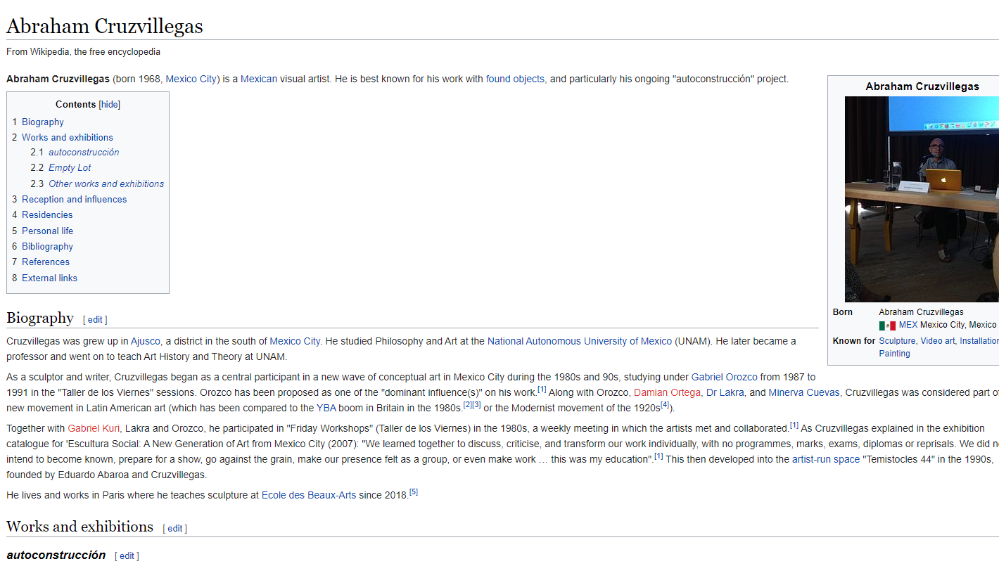 Abraham Cruzvillegas
From Wikipedia, the free encyclopedia
Abraham Cruzvillegas (born 1968, Mexico City) is a Mexican visual artist. He is best known for his work with found objects, and particularly his ongoing "autoconstrucción" project.
Contents [hide]
1 Biography
2 Works and exhibitions
2.1 autoconstrucción
2.2 Empty Lot
2.3 Other works and exhibitions
3 Reception and influences
4 Residencies
5 Personal life
6 Bibliography
7 References
8 External links
Abraham Cruzvillegas
Born Abraham Cruzvillegas
MEX Mexico City, Mexico
Known for Sculpture, Video art, Installation
Painting
Biography [ edit ]
Cruzvillegas was grew up in Ajusco, a district in the south of Mexico City. He studied Philosophy and Art at the National Autonomous University of Mexico (UNAM). He later became a
professor and went on to teach Art History and Theory at UNAM.
As a sculptor and writer, Cruzvillegas began as a central participant in a new wave of conceptual art in Mexico City during the 1980s and 90s, studying under Gabriel Orozco from 1987 to
1991 in the "Taller de los Viernes" sessions. Orozco has been proposed as one of the "dominant influence(s)" on his work.[1] Along with Orozco, Damian Ortega, Dr Lakra, and Minerva Cuevas, Cruzvillegas was considered part of
new movement in Latin American art (which has been compared to the YBA boom in Britain in the 1980s.[2][3] or the Modernist movement of the 1920s[4]).
Together with Gabriel Kuri, Lakra and Orozco, he participated in "Friday Workshops" (Taller de los Viernes) in the 1980s, a weekly meeting in which the artists met and collaborated.[1] As Cruzvillegas explained in the exhibition
catalogue for 'Escultura Social: A New Generation of Art from Mexico City (2007): "We learned together to discuss, criticise, and transform our work individually, with no programmes, marks, exams, diplomas or reprisals. We did
intend to become known, prepare for a show, go against the grain, make our presence felt as a group, or even make work … this was my education".[1] This then developed into the artist-run space "Temistocles 44" in the 1990s,
founded by Eduardo Abaroa and Cruzvillegas.
He lives and works in Paris where he teaches sculpture at Ecole des Beaux-Arts since 2018.[5]
Works and exhibitions [ edit ]
autoconstrucción [ edit ]